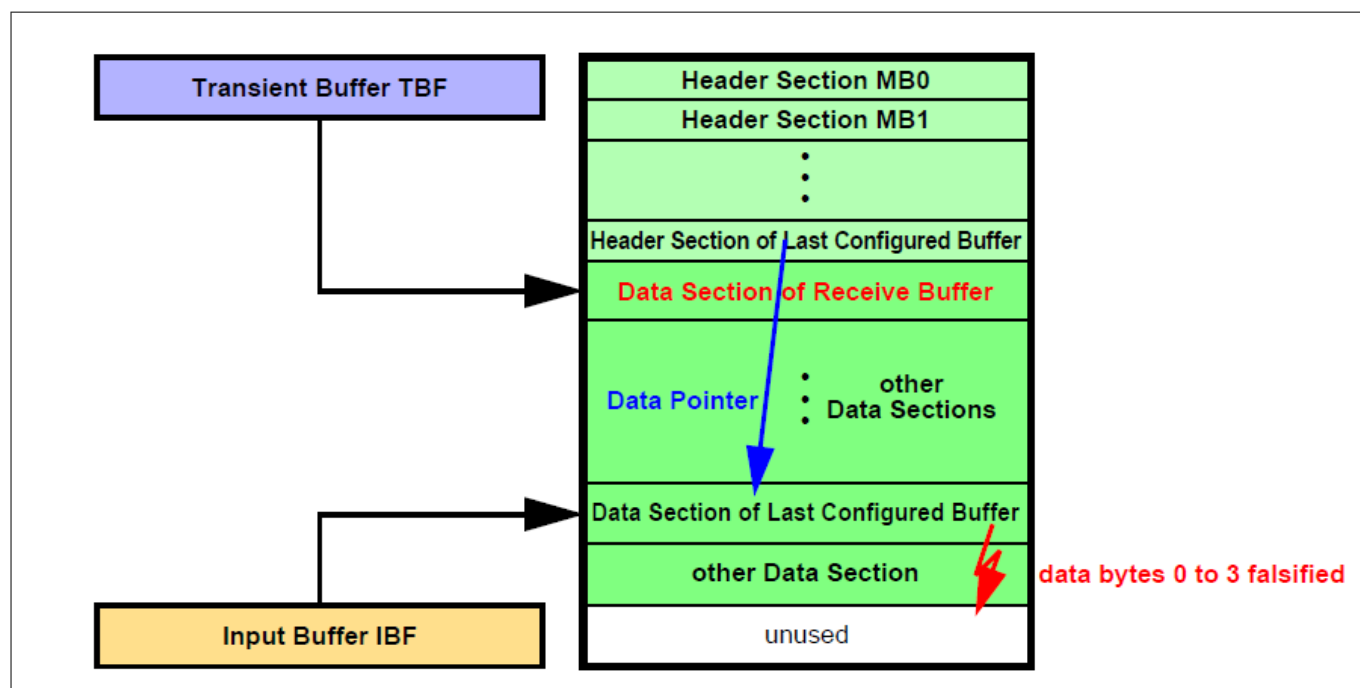 Transient Buffer TBF
Header Section MB0
Header Section MB1
Header Section of Last Configured Buffer
Data Section of Receive Buffer
Data Pointer
other
Data Sections
Data Section of Last Configured Buffer
other Data Section
data bytes 0 to 3 falsified
Input Buffer IBF
unused